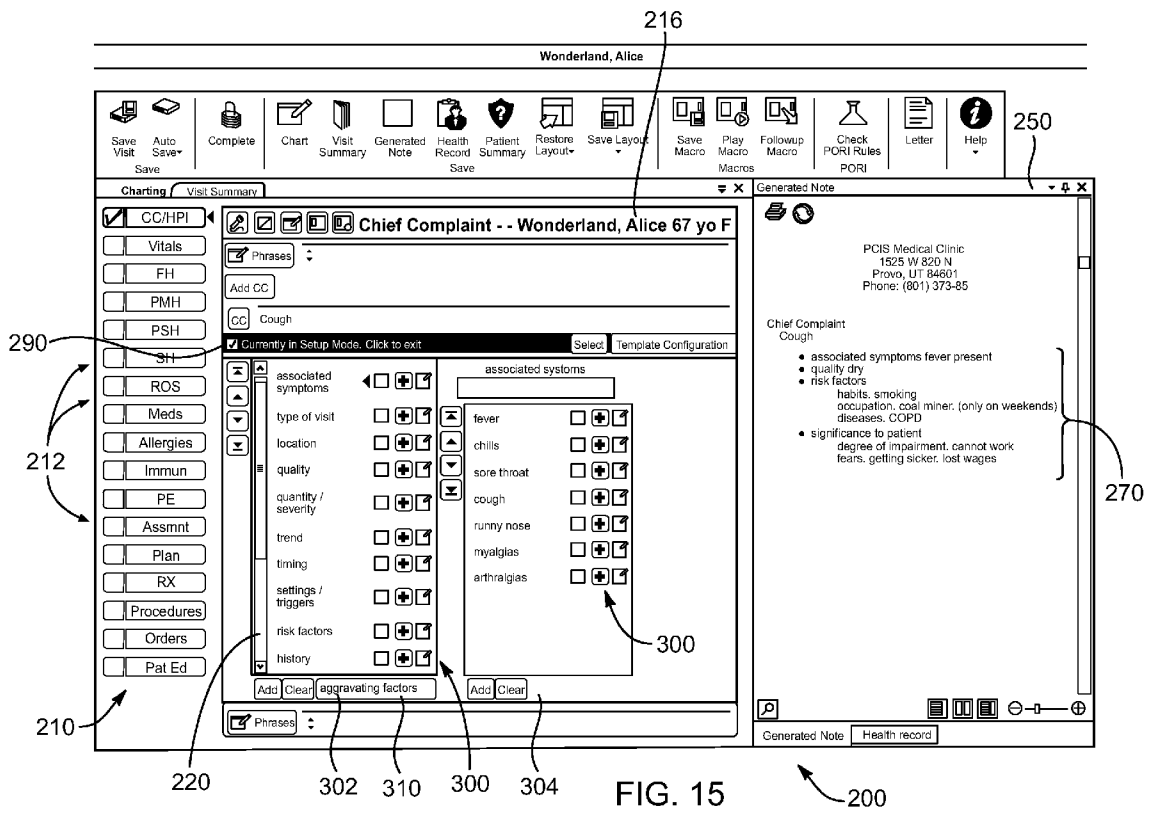 216
Wonderland, Alice
Save Visit
Auto Save
Save
Complete
Chart
Visit Summary
Generated Note
Health Record
Patient Summary
Restore Layout
Save Layout
Save
Save Macro
Play Macro
Followup Macro
Macros
Check PORI Rules
PORI
Letter
Help
250
Charting
Visit Summary
Generated Note
CC/HPI
Vitals
FH
PMH
PSH
SH
ROS
Meds
Allergies
Immun
PE
Assmnt
Plan
RX
Procedures
Orders
Pat Ed
290
212
210
Chief Complaint - - Wonderland, Alice 67 yo F
Phrases
Add CC
CC Cough
Currently in Setup Mode. Click to exit
Select
Template Configuration
associated symptoms
type of visit
location
quality
quantity / severity
trend
timing
settings / triggers
risk factors
history
Add Clear aggravating factors
associated systoms
fever
chills
sore throat
cough
runny nose
myalgias
arthralgias
300
Add Clear
Phrases
PCIS Medical Clinic
1525 W 820 N
Provo, UT 84601
Phone: (801) 373-85
Chief Complaint
Cough
associated symptoms fever present
quality dry
risk factors
habits. smoking
occupation. coal miner. (only on weekends)
diseases. COPD
significance to patient
degree of impairment. cannot work
fears. getting sicker. lost wages
270
Generated Note
Health record
220
302
310
300
304
FIG. 15
200